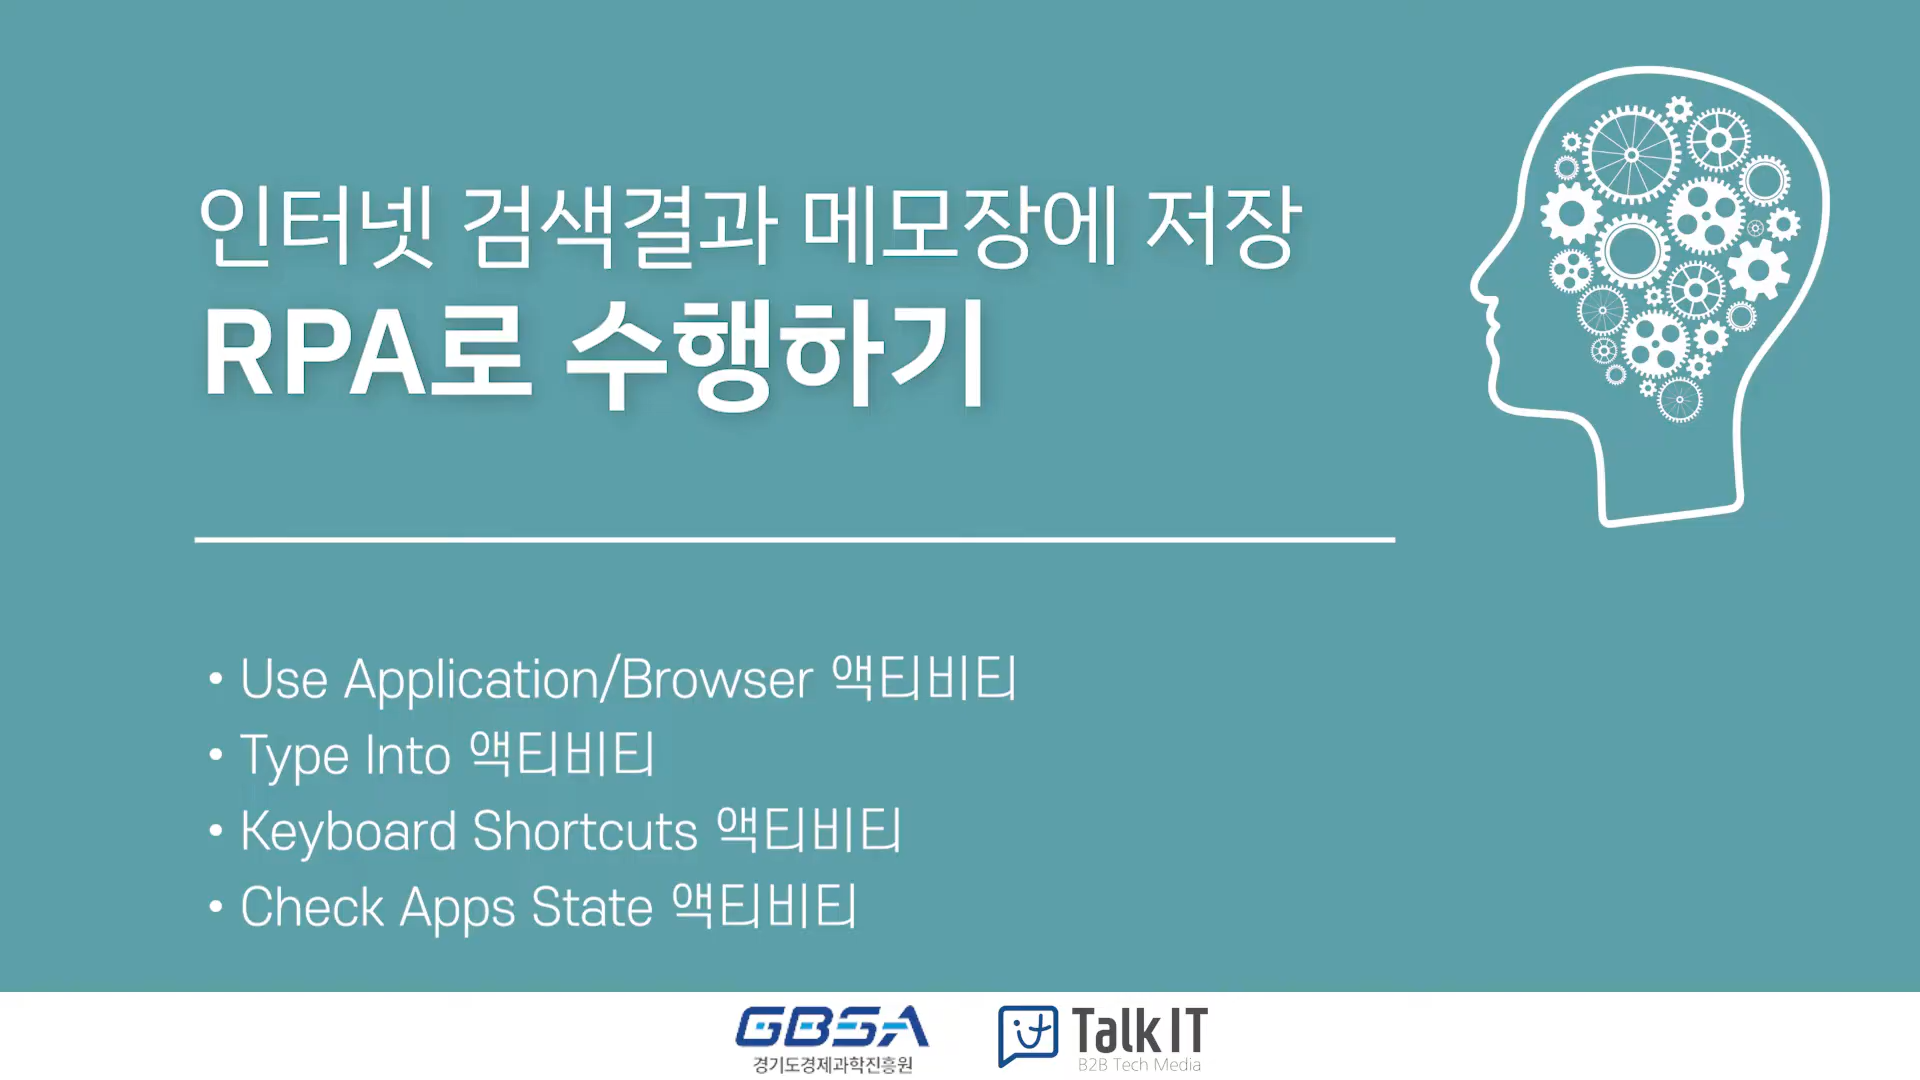 인터넷 검색결과 메모장에 저장
RPA로 수행하기
• Use Application/Browser 액티비티
• Type Into 액티비티
• Keyboard Shortcuts 액티비티
• Check Apps State 액티비티
GBSA
경기도경제과학진흥원
it Talk IT
B2B Tech Media